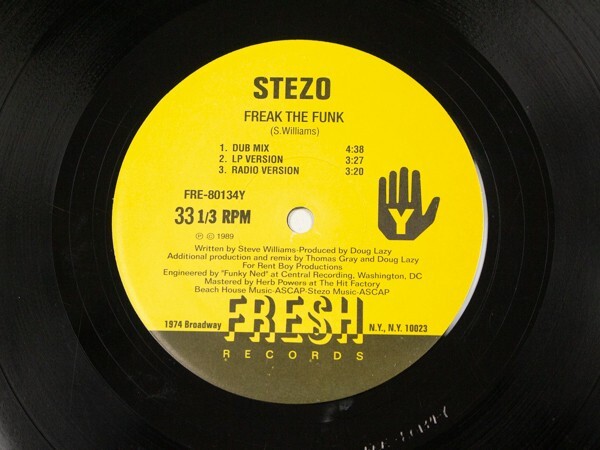 STEZO
FREAK THE FUNK
(S.Williams)
1. DUB MIX 4:38
2. LP VERSION 3:27
3. RADIO VERSION 3:20
FRE-80134Y
33 1/3 RPM
Y
℗ © 1989
Written by Steve Williams-Produced by Doug Lazy
Additional production and remix by Thomas Gray and Doug Lazy
For Rent Boy Productions
Engineered by "Funky Ned" at Central Recording, Washington, DC
Mastered by Herb Powers at The Hit Factory
Beach House Music-ASCAP-Stezo Music-ASCAP
1974 Broadway FRESH N.Y., N.Y. 10023
RECORDS